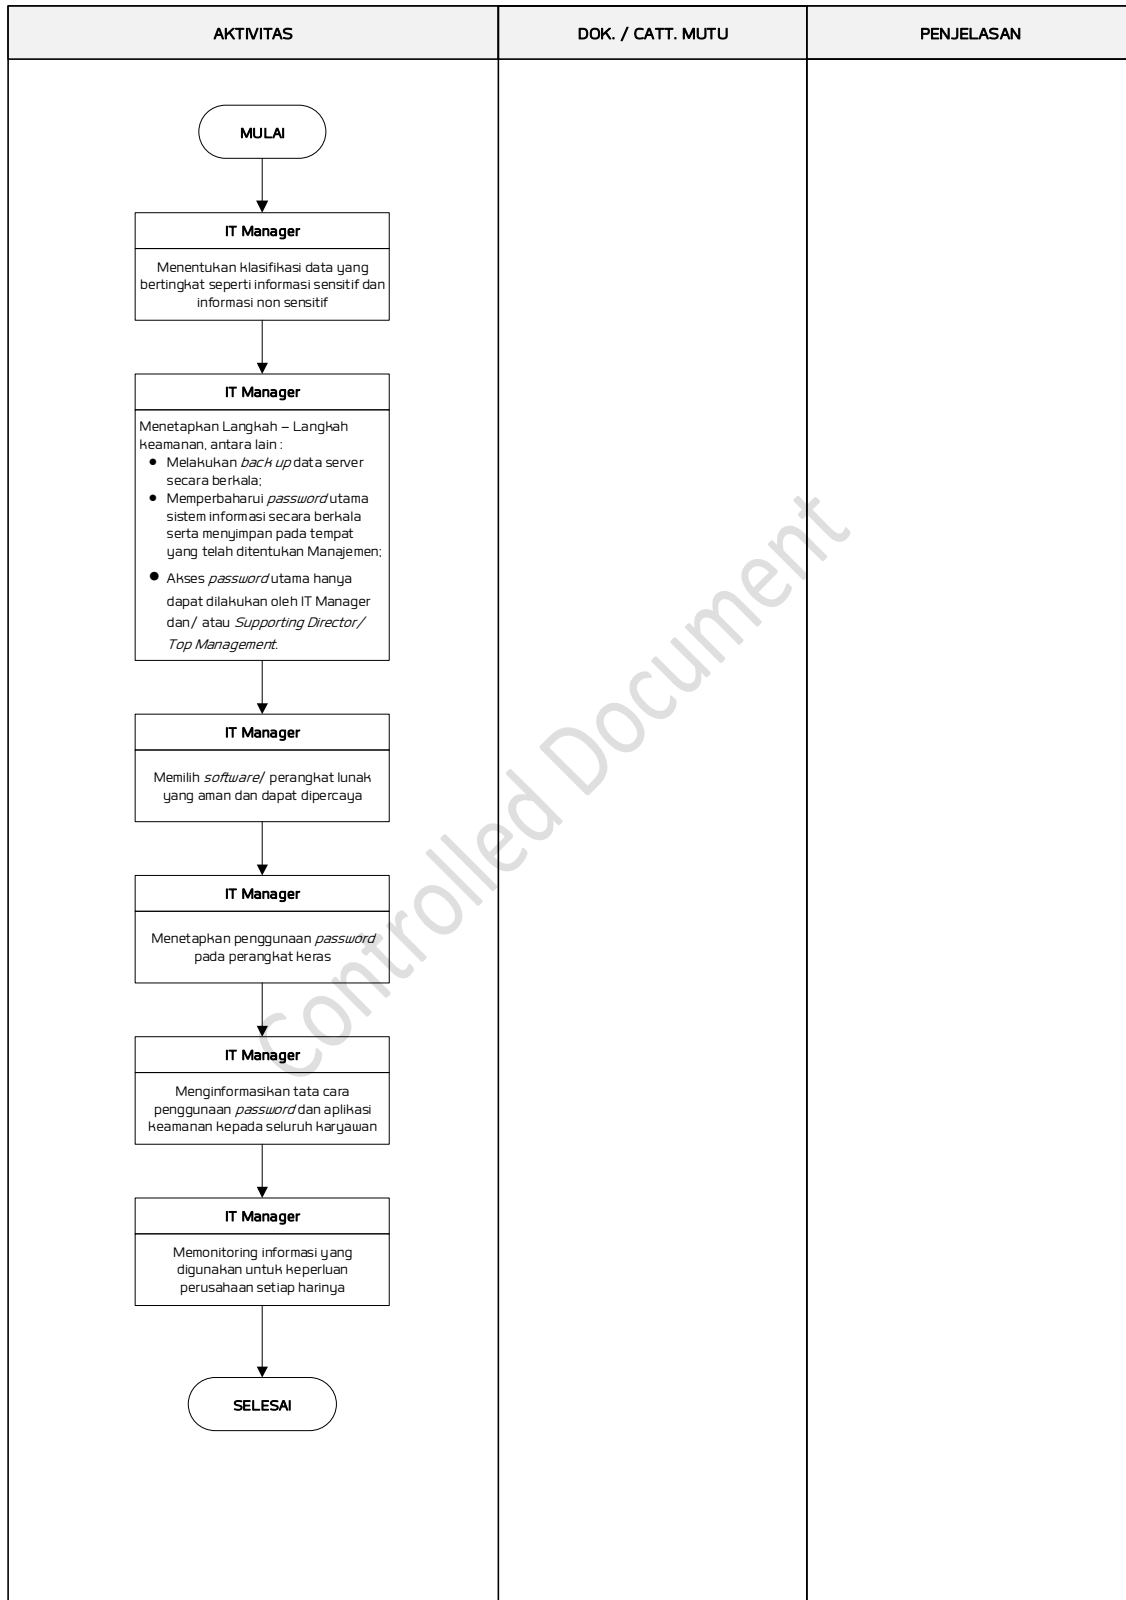 AKTIVITAS
DOK. / CATT. MUTU
PENJELASAN
MULAI
IT Manager
Menentukan klasifikasi data yang
bertingkat seperti informasi sensitif dan
informasi non sensitif
IT Manager
Menetapkan Langkah – Langkah
keamanan, antara lain :
● Melakukan back up data server
secara berkala;
● Memperbaharui password utama
sistem informasi secara berkala
serta menyimpan pada tempat
yang telah ditentukan Manajemen;
● Akses password utama hanya
dapat dilakukan oleh IT Manager
dan/ atau Supporting Director/
Top Management.
IT Manager
Memilih software/ perangkat lunak
yang aman dan dapat dipercaya
IT Manager
Menetapkan penggunaan password
pada perangkat keras
IT Manager
Menginformasikan tata cara
penggunaan password dan aplikasi
keamanan kepada seluruh karyawan
IT Manager
Memonitoring informasi yang
digunakan untuk keperluan
perusahaan setiap harinya
SELESAI
Controlled Document